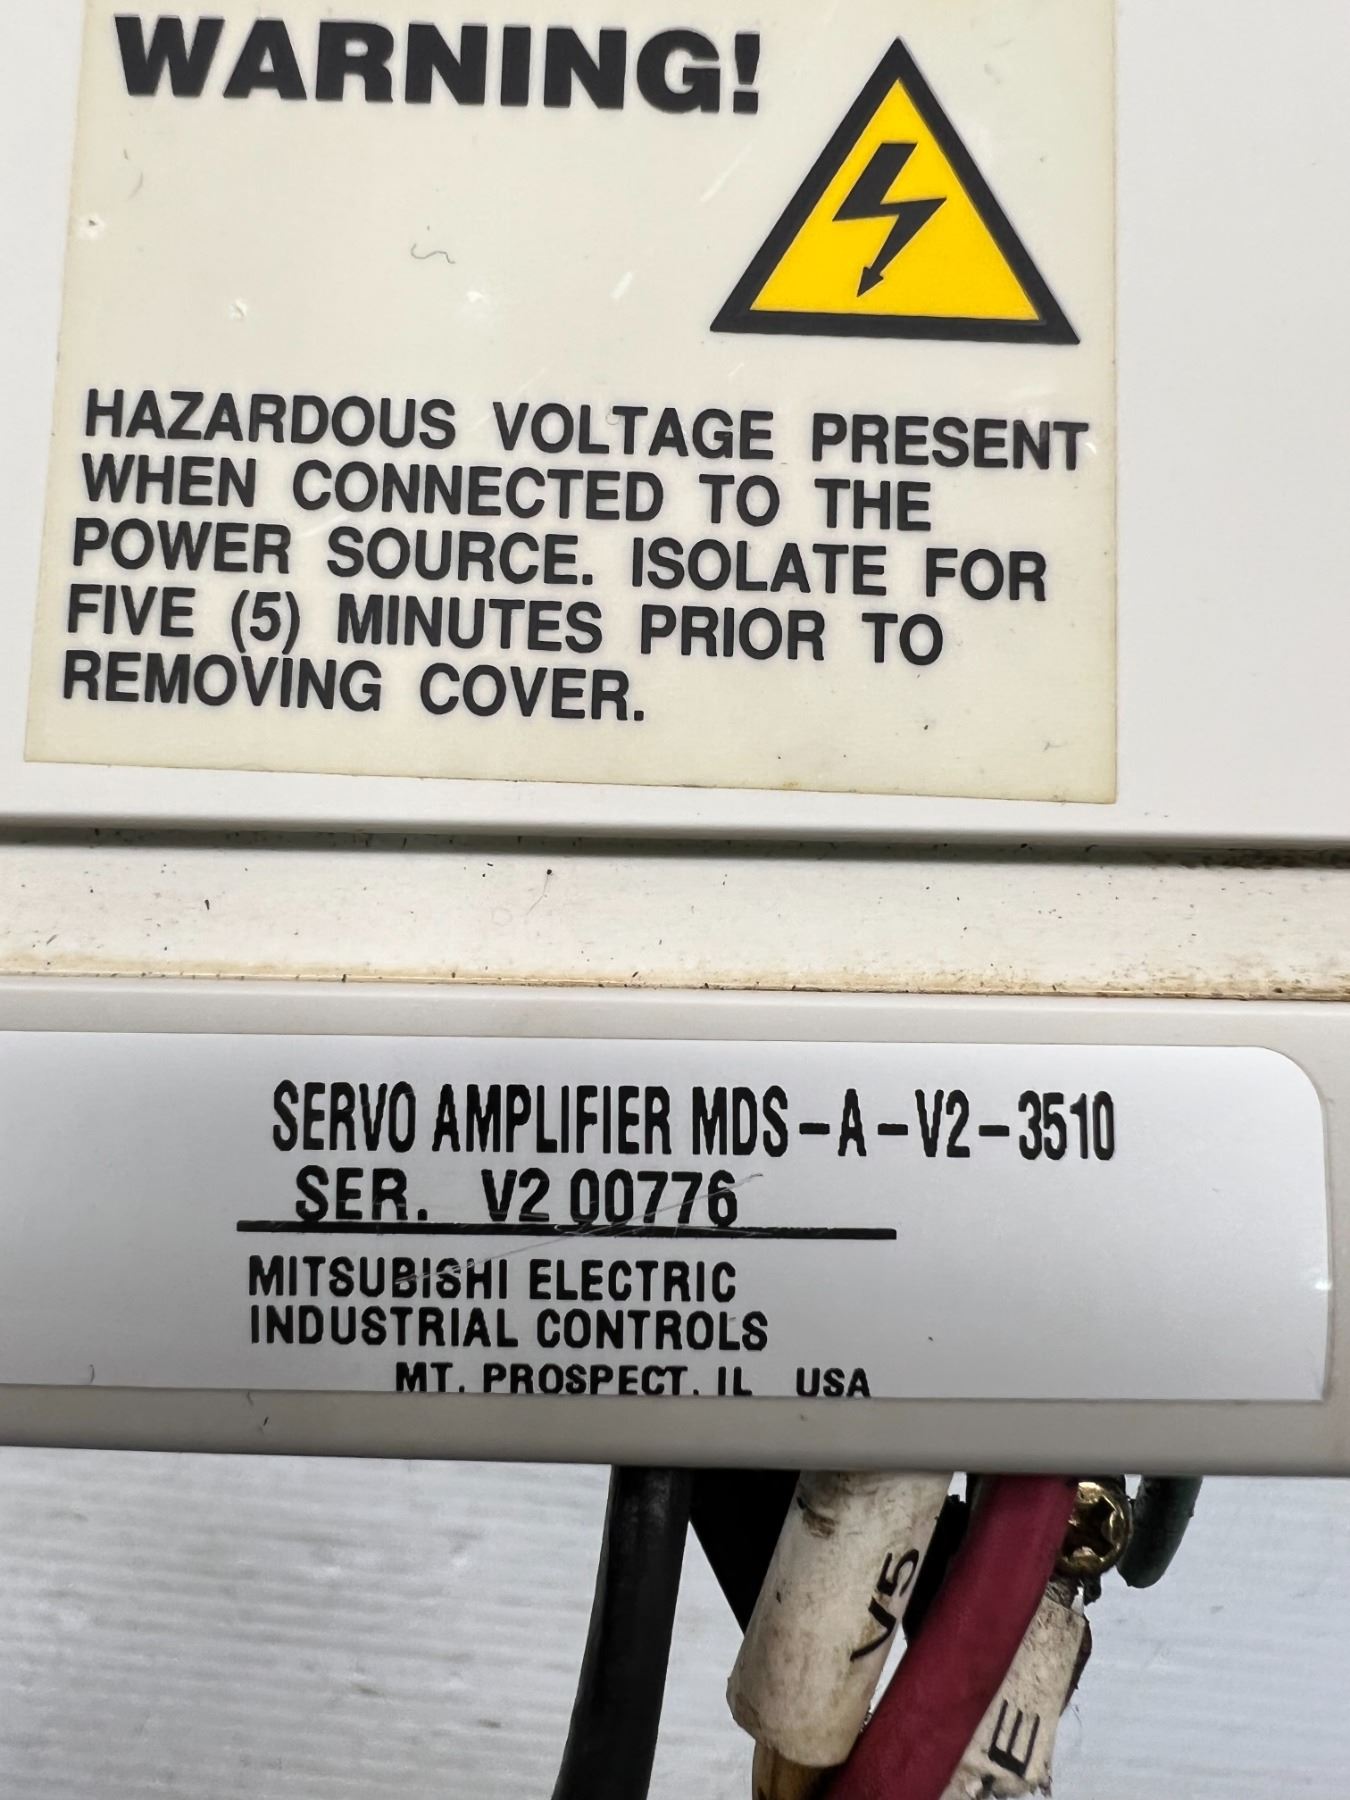 WARNING!
HAZARDOUS VOLTAGE PRESENT
WHEN CONNECTED TO THE
POWER SOURCE. ISOLATE FOR
FIVE (5) MINUTES PRIOR TO
REMOVING COVER.
SERVO AMPLIFIER MDS-A-V2-3510
SER. V2 00776
MITSUBISHI ELECTRIC
INDUSTRIAL CONTROLS
MT. PROSPECT, IL USA
V5
E